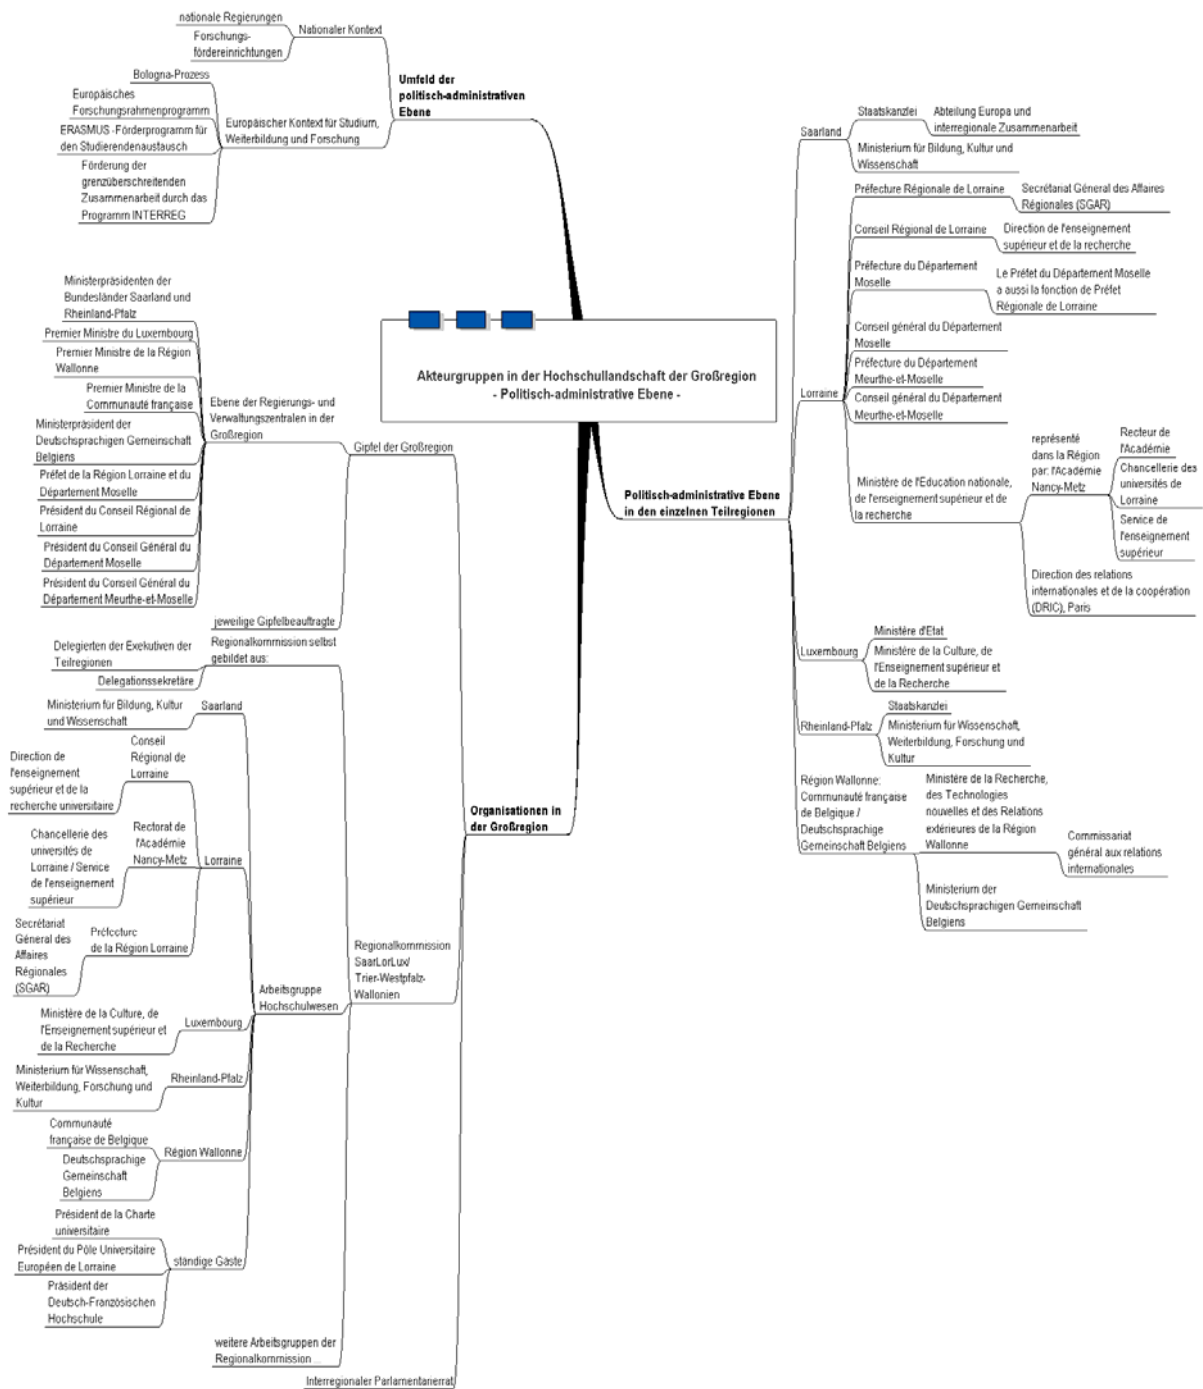 nationale Regierungen
Forschungs-
fördereinrichtungen
Nationaler Kontext
Bologna-Prozess
Europäisches
Forschungsrahmenprogramm
ERASMUS -Förderprogramm für
den Studierendenaustausch
Förderung der
grenzüberschreitenden
Zusammenarbeit durch das
Programm INTERREG
Europäischer Kontext für Studium,
Weiterbildung und Forschung
Umfeld der
politisch-administrativen
Ebene
Akteurgruppen in der Hochschullandschaft der Großregion
- Politisch-administrative Ebene -
Ministerpräsidenten der
Bundesländer Saarland und
Rheinland-Pfalz
Premier Ministre du Luxembourg
Premier Ministre de la Région
Wallonne
Premier Ministre de la
Communauté française
Ministerpräsident der
Deutschsprachigen Gemeinschaft
Belgiens
Préfet de la Région Lorraine et du
Département Moselle
Président du Conseil Régional de
Lorraine
Président du Conseil Général du
Département Moselle
Président du Conseil Général du
Département Meurthe-et-Moselle
Ebene der Regierungs- und
Verwaltungszentralen in der
Großregion
jeweilige Gipfelbeauftragte
Gipfel der Großregion
Delegierten der Exekutiven der
Teilregionen
Delegationssekretäre
Regionalkommission selbst
gebildet aus:
Ministerium für Bildung, Kultur
und Wissenschaft
Saarland
Direction de
l'enseignement
supérieur et de la
recherche universitaire
Conseil
Régional de
Lorraine
Chancellerie des
universités de
Lorraine / Service
de l'enseignement
supérieur
Rectorat de
l'Académie
Nancy-Metz
Lorraine
Secrétariat
Géneral des
Affaires
Régionales
(SGAR)
Préfecture
de la Région Lorraine
Ministère de la Culture, de
l'Enseignement supérieur et
de la Recherche
Luxembourg
Ministerium für Wissenschaft,
Weiterbildung, Forschung und
Kultur
Rheinland-Pfalz
Communauté
française de Belgique
Deutschsprachige
Gemeinschaft
Belgiens
Région Wallonne
Président de la Charte
universitaire
Président du Pôle Universitaire
Européen de Lorraine
Präsident der
Deutsch-Französischen
Hochschule
ständige Gäste
Arbeitsgruppe
Hochschulwesen
weitere Arbeitsgruppen der
Regionalkommission ...
Regionalkommission
SaarLorLux/
Trier-Westpfalz-
Wallonien
Interregionaler Parlamentarierrat
Organisationen in
der Großregion
Politisch-administrative Ebene
in den einzelnen Teilregionen
Saarland
Staatskanzlei
Abteilung Europa und
interregionale Zusammenarbeit
Ministerium für Bildung, Kultur und
Wissenschaft
Lorraine
Préfecture Régionale de Lorraine
Secrétariat Géneral des Affaires
Régionales (SGAR)
Conseil Régional de Lorraine
Direction de l'enseignement
supérieur et de la recherche
Préfecture du Département
Moselle
Le Préfet du Département Moselle
a aussi la fonction de Préfet
Régionale de Lorraine
Conseil général du Département
Moselle
Préfecture du Département
Meurthe-et-Moselle
Conseil général du Département
Meurthe-et-Moselle
Ministère de l'Education nationale,
de l'enseignement supérieur et de
la recherche
représenté
dans la Région
par: l'Académie
Nancy-Metz
Recteur de
l'Académie
Chancellerie des
universités de
Lorraine
Service de
l'enseignement
supérieur
Direction des relations
internationales et de la coopération
(DRIC), Paris
Luxembourg
Ministère d'Etat
Ministère de la Culture, de
l'Enseignement supérieur et
de la Recherche
Rheinland-Pfalz
Staatskanzlei
Ministerium für Wissenschaft,
Weiterbildung, Forschung und
Kultur
Région Wallonne:
Communauté française
de Belgique /
Deutschsprachige
Gemeinschaft Belgiens
Ministère de la Recherche,
des Technologies
nouvelles et des Relations
extérieures de la Région
Wallonne
Commissariat
général aux relations
internationales
Ministerium der
Deutschsprachigen Gemeinschaft
Belgiens